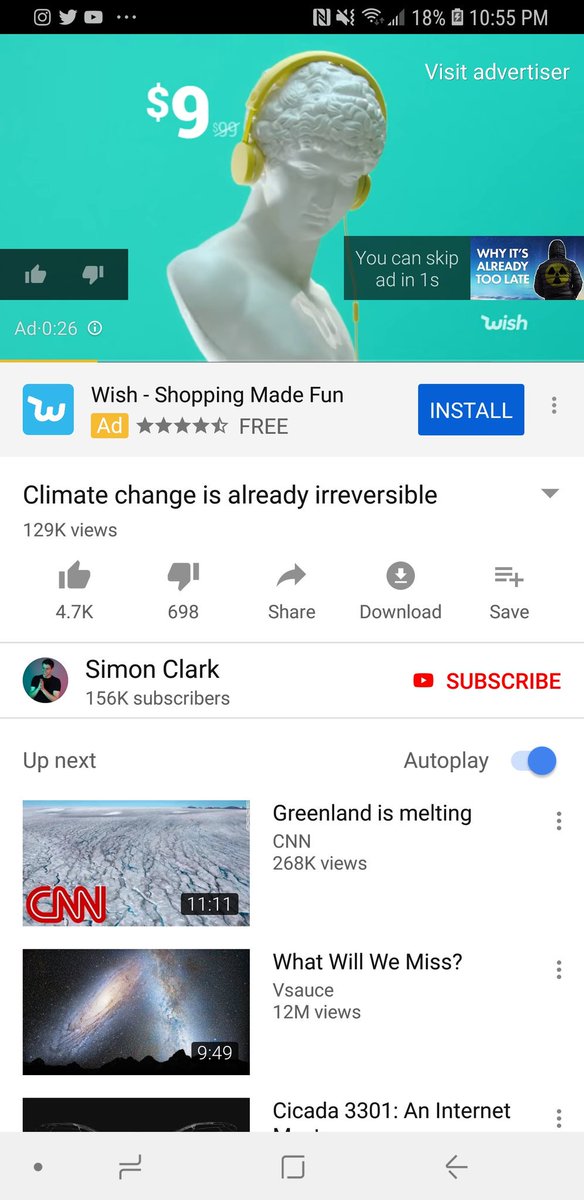 18% 10:55 PM
Visit advertiser
$9 $99
You can skip
ad in 1s
WHY IT'S
ALREADY
TOO LATE
Ad·0:26
wish
Wish - Shopping Made Fun
Ad FREE
INSTALL
Climate change is already irreversible
129K views
4.7K 698 Share Download Save
Simon Clark
156K subscribers
SUBSCRIBE
Up next Autoplay
Greenland is melting
CNN
268K views
CNN
11:11
What Will We Miss?
Vsauce
12M views
9:49
Cicada 3301: An Internet